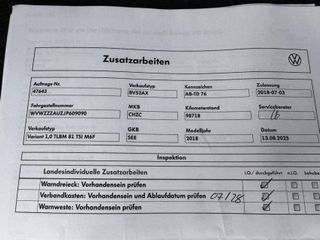 Zusatzarbeiten
Auftrags-Nr. Verkaufstyp Kennzeichen Zulassung
47643 BV53AX AB-TD 76 2018-07-03
Fahrgestellnummer MKB Kilometerstand Serviceberater
WVWZZZAUZJP609090 CHZC 98718 16
Verkaufstyp GKB Modelljahr Datum
Variant 1,0 TLBM 81 TSI M6F SEE 2018 13.08.2025
Inspektion
Landesindividuelle Zusatzarbeiten i.O./ durchgeführt n.i.O. behoben
Warndreieck: Vorhandensein prüfen
Verbandkasten: Vorhandensein und Ablaufdatum prüfen 07/28
Warnweste: Vorhandensein prüfen